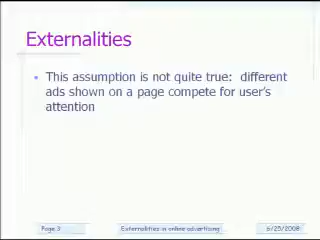 Externalities
This assumption is not quite true: different
ads shown on a page compete for user's
attention
Page 3
Externalities in online advertising
6/25/2008